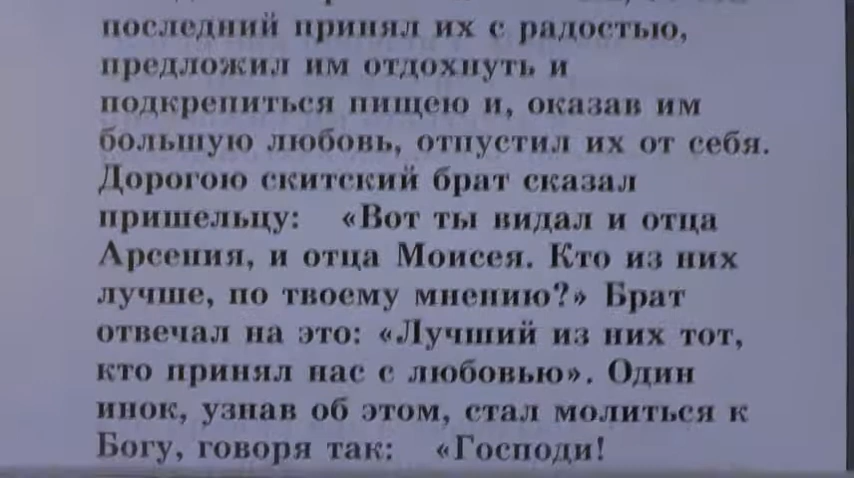 последний принял их с радостью,
предложил им отдохнуть и
подкрепиться пищею и, оказав им
большую любовь, отпустил их от себя.
Дорогою скитский брат сказал
пришельцу: «Вот ты видал и отца
Арсения, и отца Моисея. Кто из них
лучше, по твоему мнению?» Брат
отвечал на это: «Лучший из них тот,
кто принял нас с любовью». Один
инок, узнав об этом, стал молиться к
Богу, говоря так: «Господи!